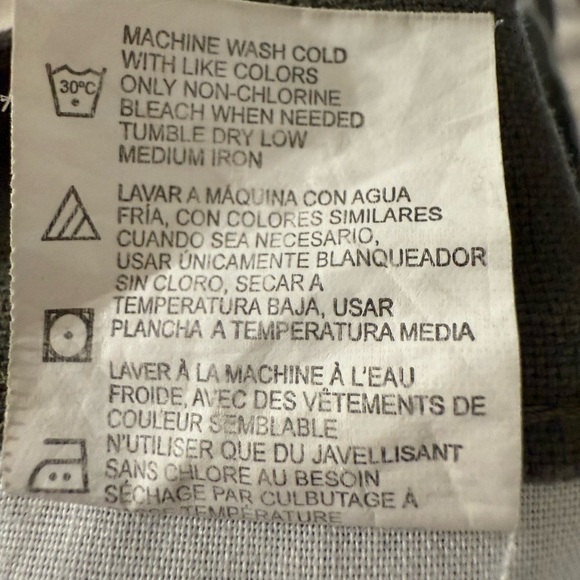 30°C
MACHINE WASH COLD
WITH LIKE COLORS
ONLY NON-CHLORINE
BLEACH WHEN NEEDED
TUMBLE DRY LOW
MEDIUM IRON
LAVAR A MÁQUINA CON AGUA
FRÍA, CON COLORES SIMILARES
CUANDO SEA NECESARIO,
USAR ÚNICAMENTE BLANQUEADOR
SIN CLORO, SECAR A
TEMPERATURA BAJA, USAR
PLANCHA A TEMPERATURA MEDIA
LAVER À LA MACHINE À L'EAU
FROIDE, AVEC DES VÊTEMENTS DE
COULEUR SEMBLABLE
N'UTILISER QUE DU JAVELLISANT
SANS CHLORE AU BESOIN
SÉCHAGE PAR CULBUTAGE À
TEMPÉRATURE